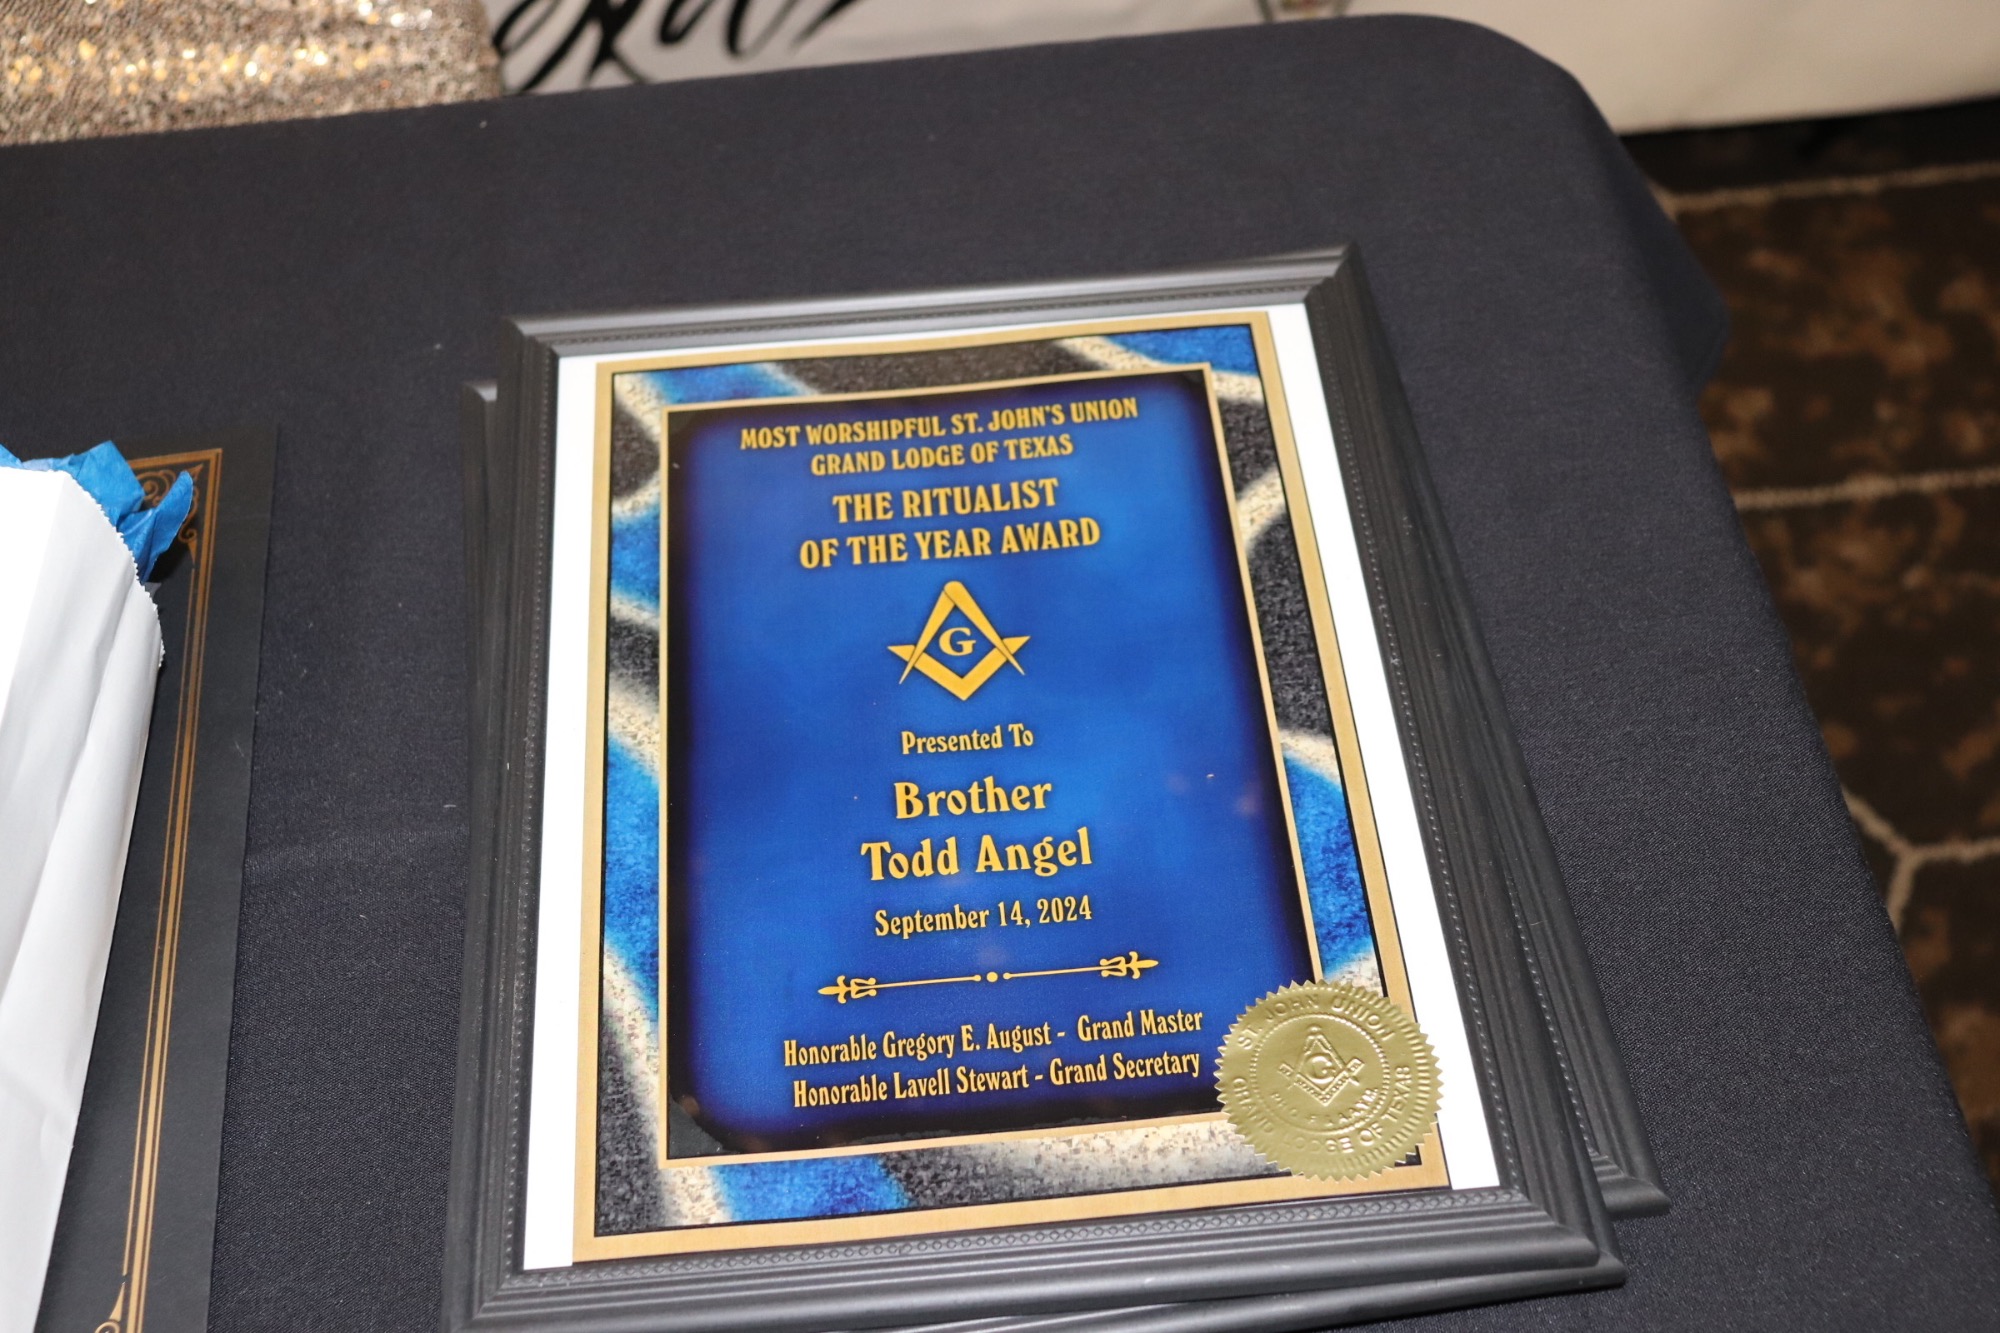 MOST WORSHIPFUL ST. JOHN'S UNION
GRAND LODGE OF TEXAS
THE RITUALIST
OF THE YEAR AWARD
G
Presented To
Brother
Todd Angel
September 14, 2024
Honorable Gregory E. August - Grand Master
Honorable Lavell Stewart - Grand Secretary
ST. JOHN UNION
G
GRAND LODGE OF TEXAS